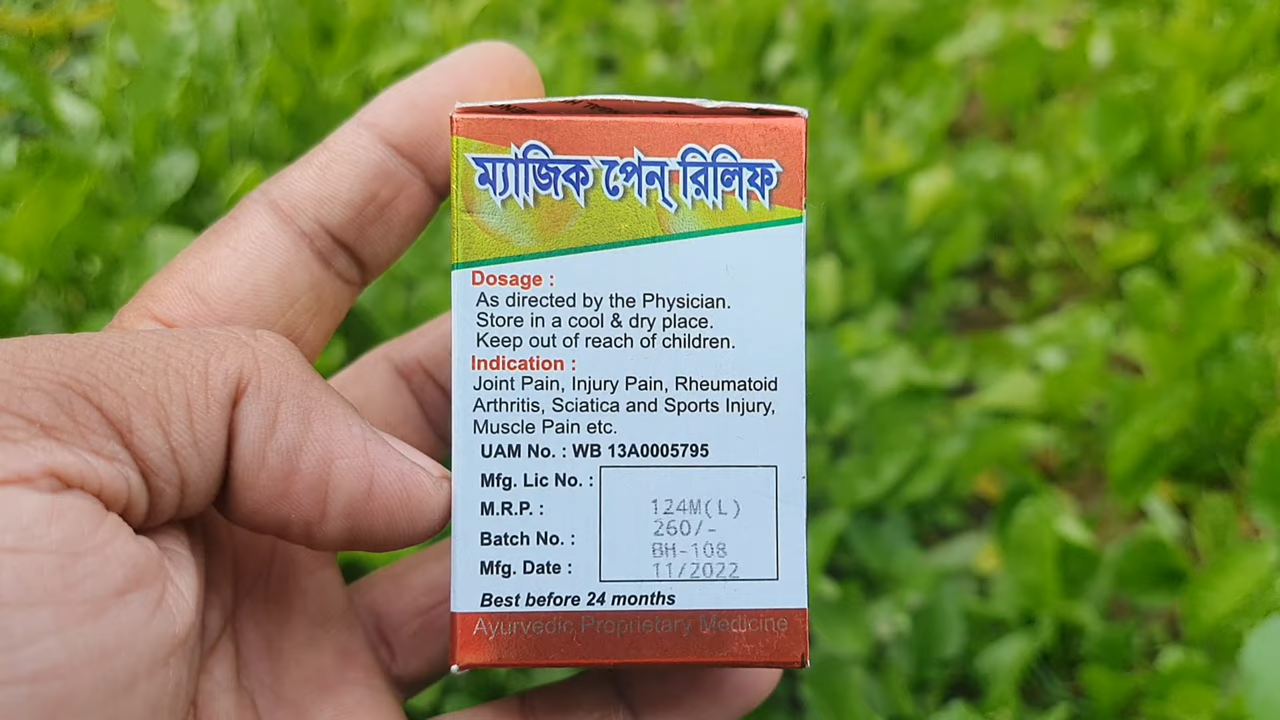 ম্যাজিক পেন্ রিলিফ
Dosage :
As directed by the Physician.
Store in a cool & dry place.
Keep out of reach of children.
Indication :
Joint Pain, Injury Pain, Rheumatoid
Arthritis, Sciatica and Sports Injury,
Muscle Pain etc.
UAM No. : WB 13A0005795
Mfg. Lic No. : 124M(L)
M.R.P. : 260/-
Batch No. : BH-108
Mfg. Date : 11/2022
Best before 24 months
Ayurvedic Proprietary Medicine